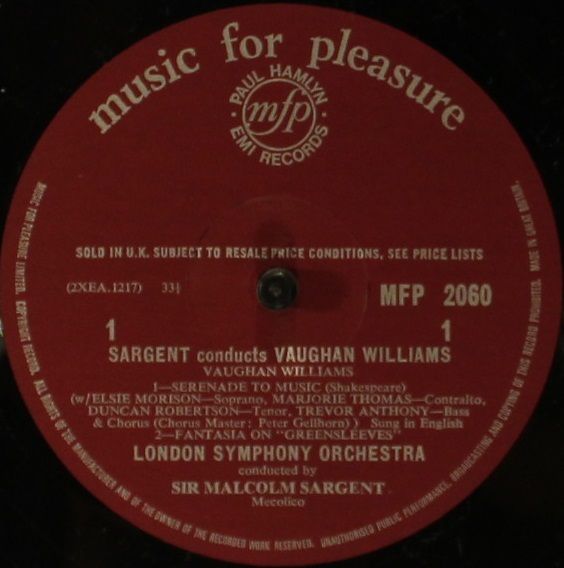 music for pleasure
PAUL HAMLYN
mfp
EMI RECORDS
SOLD IN U.K. SUBJECT TO RESALE PRICE CONDITIONS, SEE PRICE LISTS
(2XEA.1217) 33⅓
MFP 2060
1 1
SARGENT conducts VAUGHAN WILLIAMS
VAUGHAN WILLIAMS
1—SERENADE TO MUSIC (Shakespeare)
(w/ELSIE MORISON—Soprano, MARJORIE THOMAS—Contralto,
DUNCAN ROBERTSON—Tenor, TREVOR ANTHONY—Bass
& Chorus (Chorus Master: Peter Gellhorn) ) Sung in English
2—FANTASIA ON "GREENSLEEVES"
LONDON SYMPHONY ORCHESTRA
conducted by
SIR MALCOLM SARGENT
Mecolico
MUSIC FOR PLEASURE LIMITED. COPYRIGHT RECORD. ALL RIGHTS OF THE MANUFACTURER AND OF THE OWNER OF THE RECORDED WORK RESERVED. UNAUTHORISED PUBLIC PERFORMANCE, BROADCASTING AND COPYING OF THIS RECORD PROHIBITED. MADE IN GREAT BRITAIN.